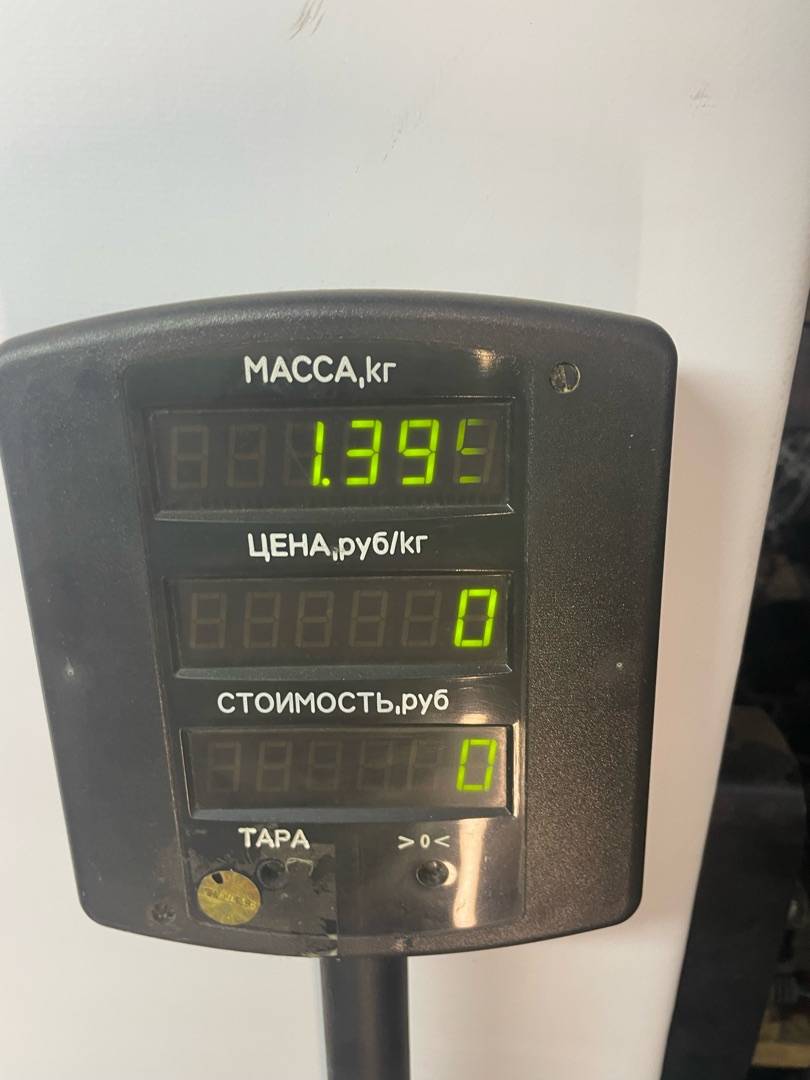 МАССА,кг
1.395
ЦЕНА,руб/кг
0
СТОИМОСТЬ,руб
0
ТАРА >0<